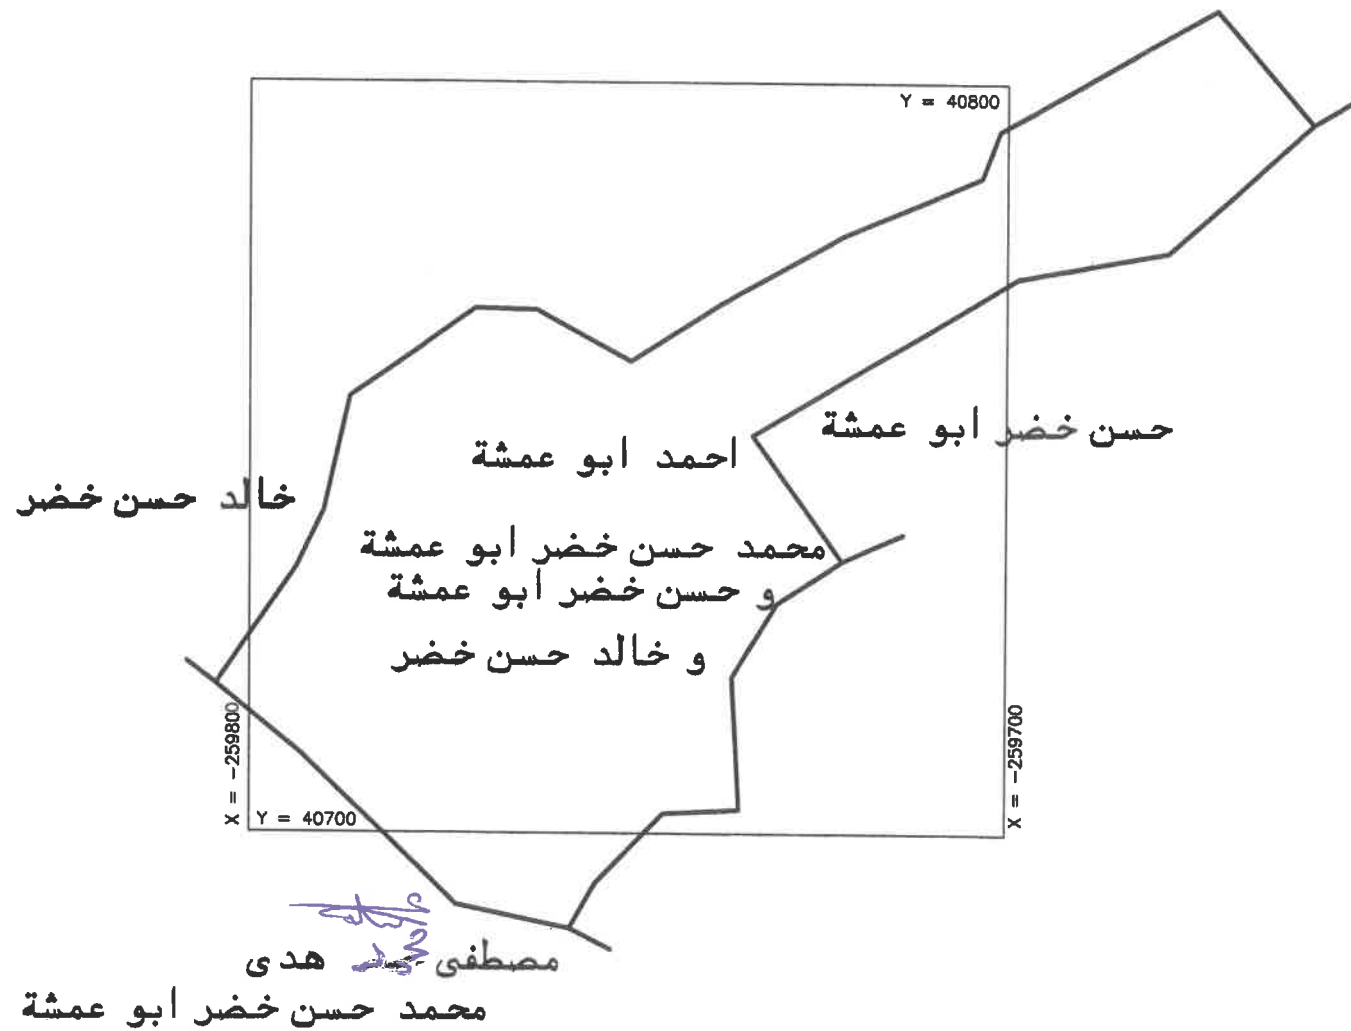 Y = 40800
حسن خضر ابو عمشة
احمد ابو عمشة
خالد حسن خضر
محمد حسن خضر ابو عمشة
و حسن خضر ابو عمشة
و خالد حسن خضر
X = -259800
X = -259700
Y = 40700
مصطفى هدى
محمد حسن خضر ابو عمشة